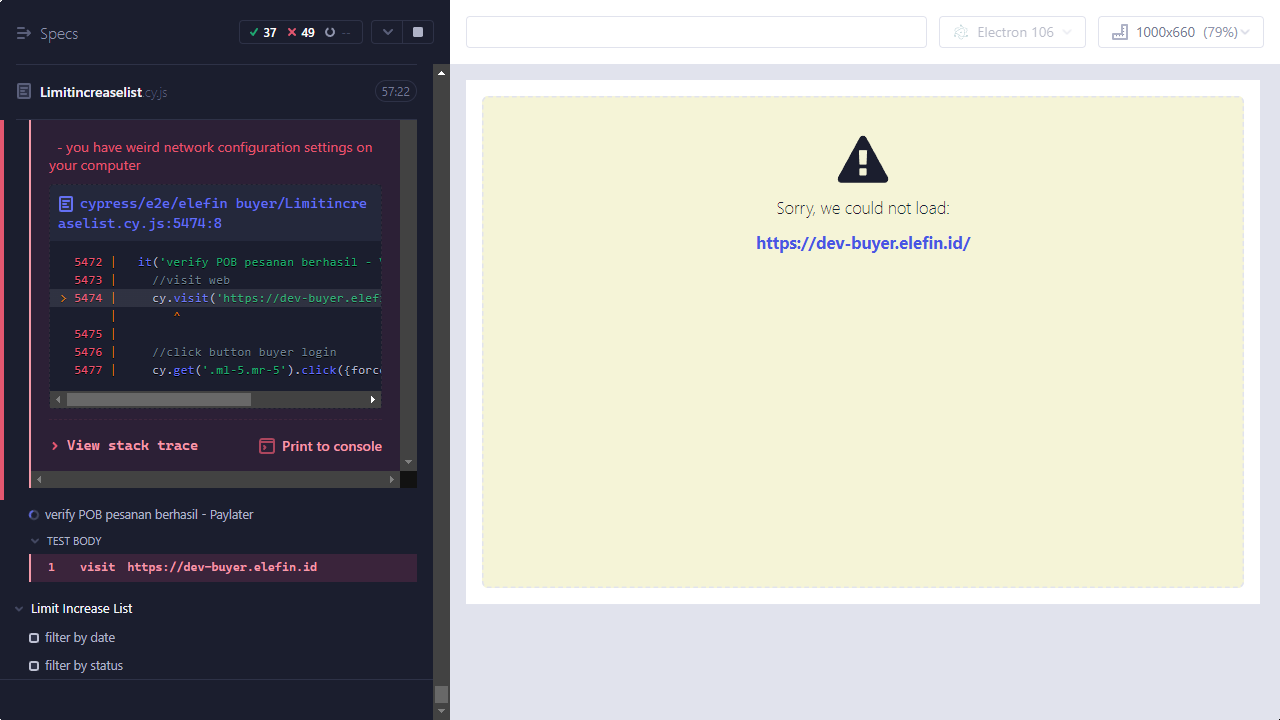 Specs
37 49 --
Electron 106
1000x660 (79%)
Limitincreaselist.cy.js
57:22
- you have weird network configuration settings on
your computer
cypress/e2e/elefin buyer/Limitincre
aselist.cy.js:5474:8
5472 | it('verify POB pesanan berhasil -
5473 | //visit web
> 5474 | cy.visit('https://dev-buyer.elef
| ^
5475 |
5476 | //click button buyer login
5477 | cy.get('.ml-5.mr-5').click({forc
View stack trace
Print to console
verify POB pesanan berhasil - Paylater
TEST BODY
1 visit https://dev-buyer.elefin.id
Limit Increase List
filter by date
filter by status
Sorry, we could not load:
https://dev-buyer.elefin.id/